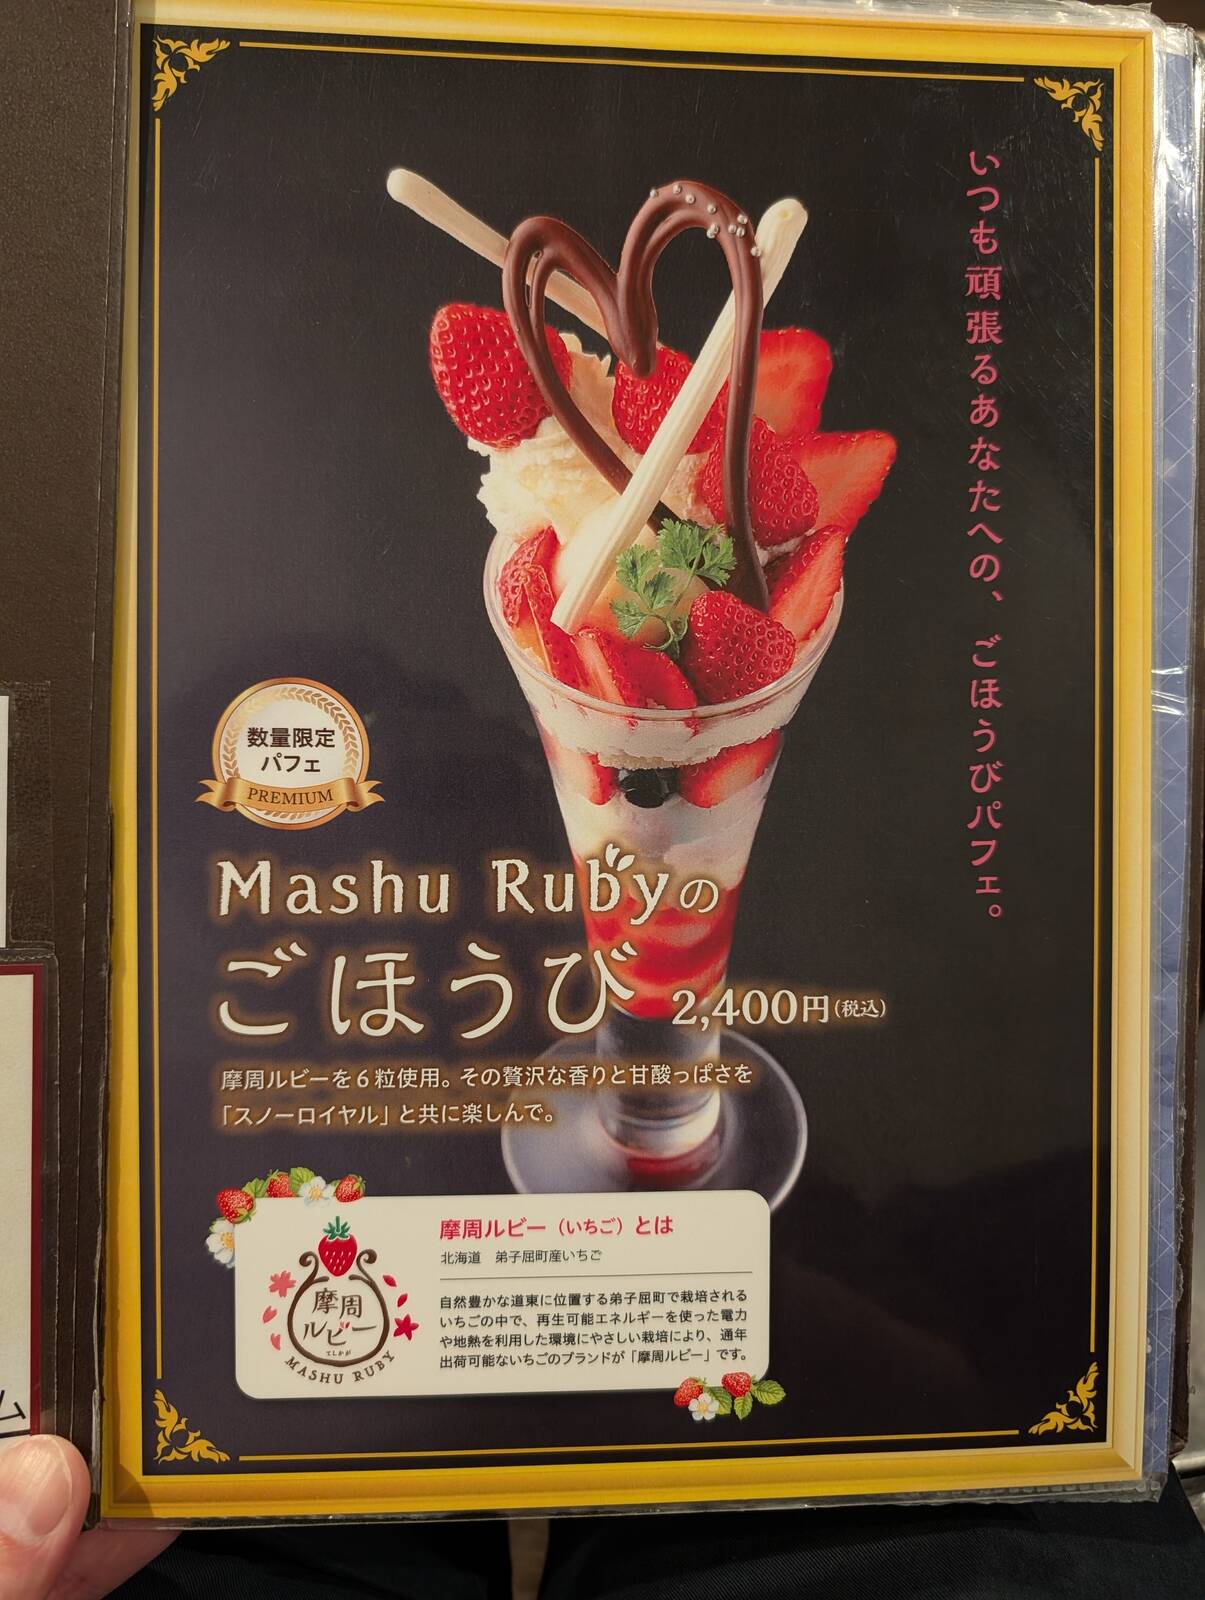 いつも頑張るあなたへの、ごほうびパフェ。
数量限定
パフェ
PREMIUM
Mashu Rubyの
ごほうび
2,400円(税込)
摩周ルビーを6粒使用。その贅沢な香りと甘酸っぱさを
「スノーロイヤル」と共に楽しんで。
摩周
ルビー
てしかが
MASHU RUBY
摩周ルビー（いちご）とは
北海道 弟子屈町産いちご
自然豊かな道東に位置する弟子屈町で栽培される
いちごの中で、再生可能エネルギーを使った電力
や地熱を利用した環境にやさしい栽培により、通年
出荷可能ないちごのブランドが「摩周ルビー」です。